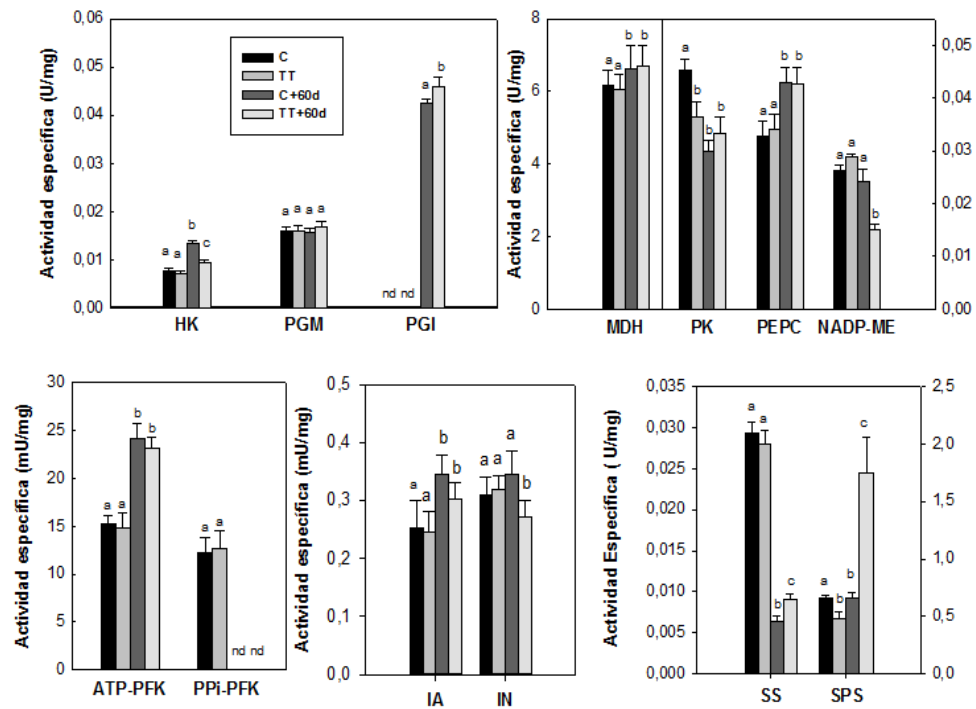 Actividad específica (U/mg)
0,06
0,05
0,04
0,03
0,02
0,01
0,00
C
TT
C+60d
TT+60d
a a b c
a a a a
nd nd a b
HK PGM PGI
8
6
4
2
0
a a b b
a b b b
a a b b
a a a b
0,05
0,04
0,03
0,02
0,01
0,00
MDH PK PEPC NADP-ME
Actividad específica (U/mg)
Actividad específica (mU/mg)
30
25
20
15
10
5
0
a a b b
a a nd nd
ATP-PFK PPi-PFK
Actividad específica (mU/mg)
0,5
0,4
0,3
0,2
0,1
0,0
a a b b
a a a b
IA IN
Actividad Específica ( U/mg)
0,035
0,030
0,025
0,020
0,015
0,010
0,005
0,000
a a b c
a b b c
2,5
2,0
1,5
1,0
0,5
0,0
SS SPS